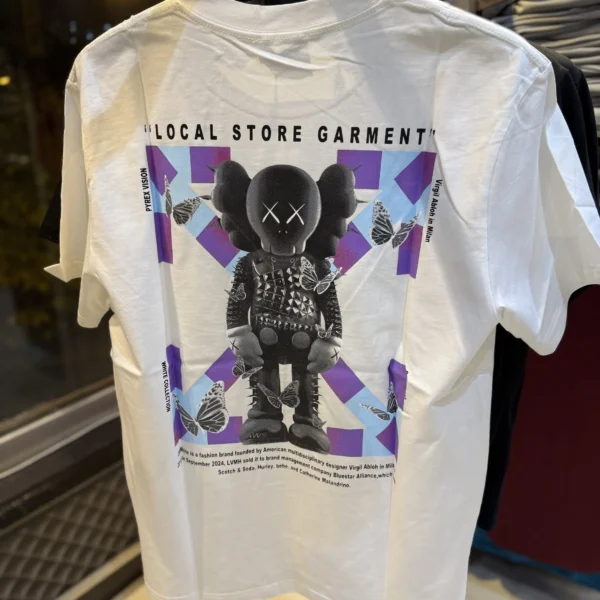 "LOCAL STORE GARMENT"
PYREX VISION
Virgil Abloh in Milan
WHITE COLLECTION
is a fashion brand founded by American multidisciplinary designer Virgil Abloh in
September 2024, LVMH sold it to brand management company Bluestar Alliance,which
Scotch & Soda, Hurley, bebe, and Catherine Malandrino.